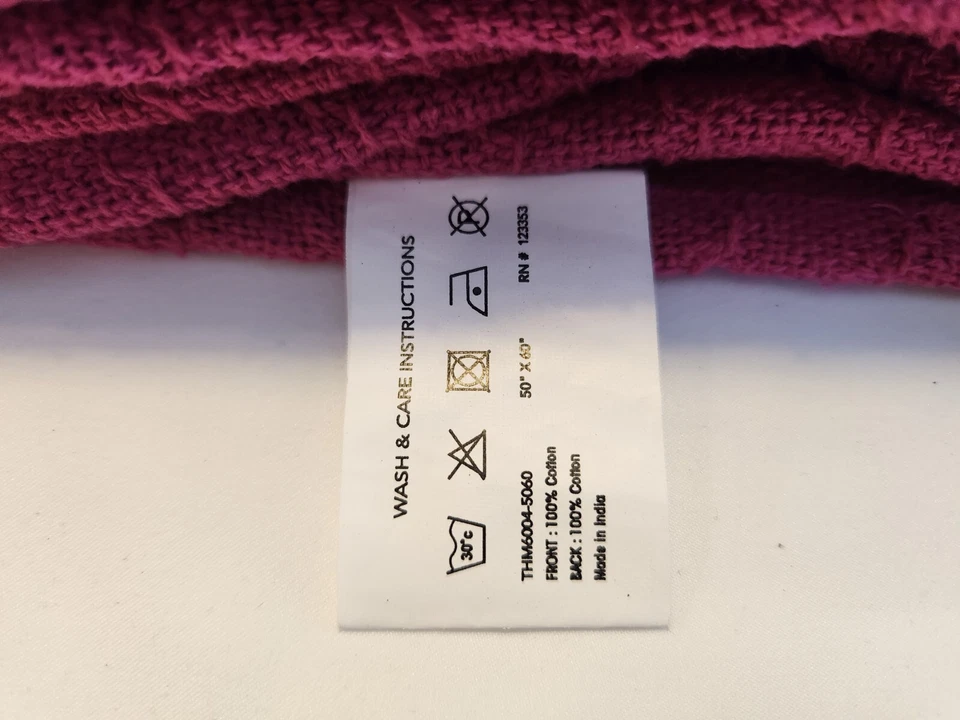 WASH & CARE INSTRUCTIONS
30°c
P
THM6004-5060 50" X 60" RN # 123353
FRONT : 100% Cotton
BACK : 100% Cotton
Made in India